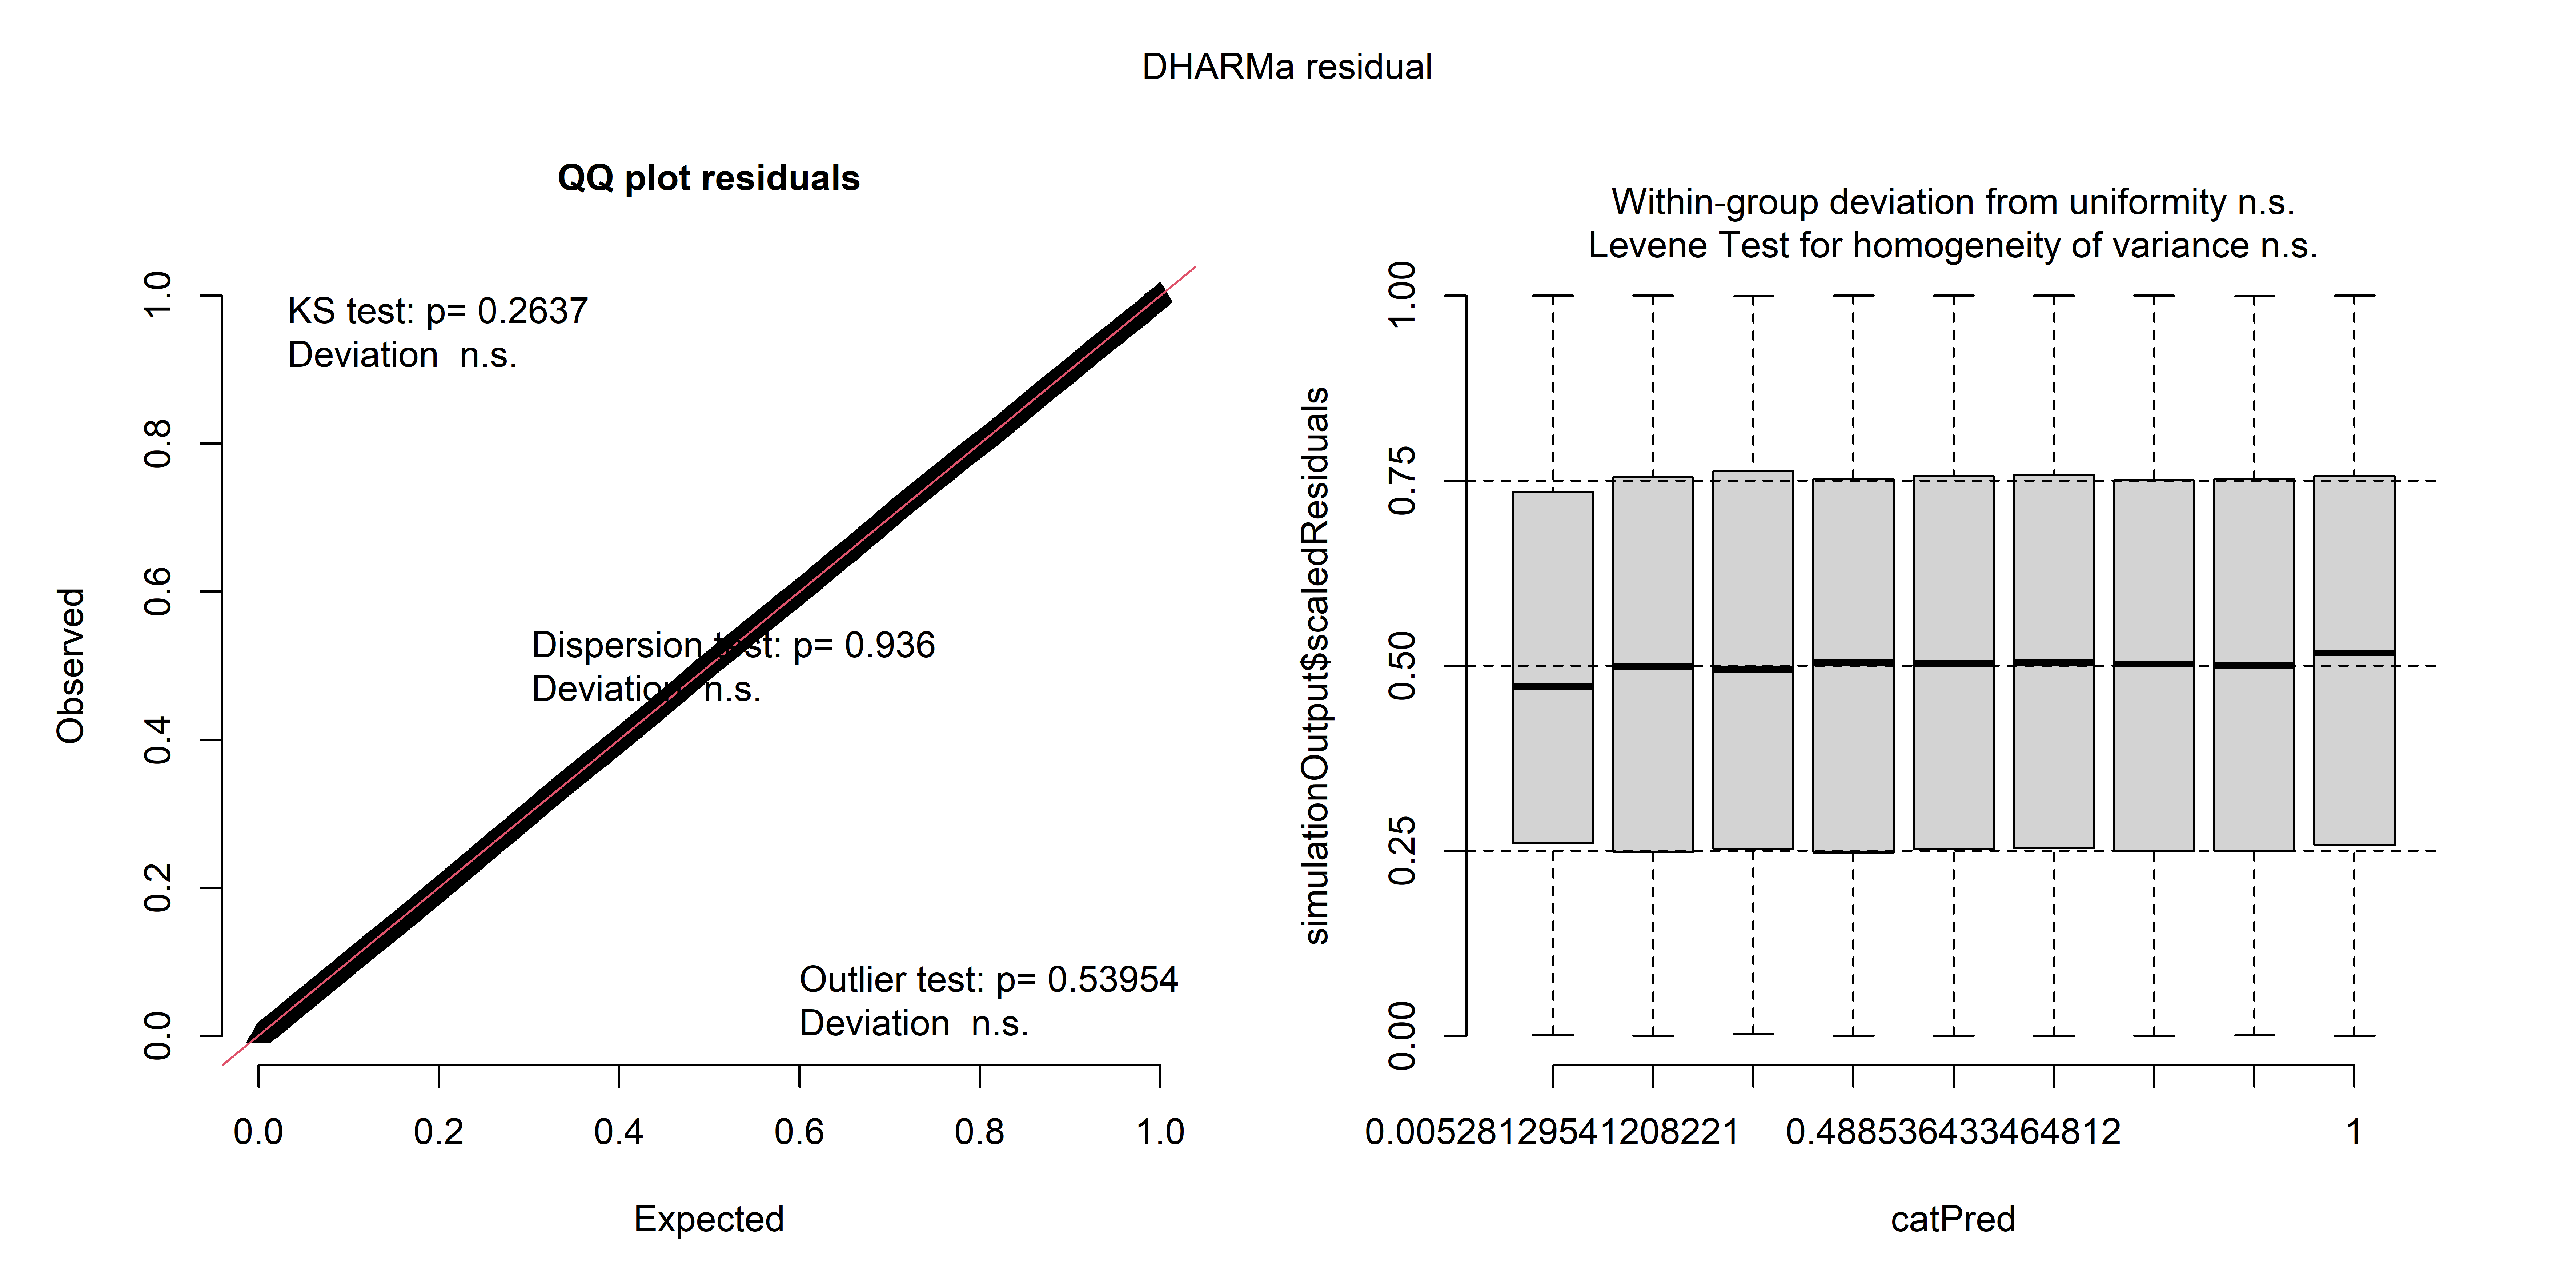 DHARMa residual
QQ plot residuals
KS test: p= 0.2637
Deviation  n.s.
Dispersion test: p= 0.936
Deviation  n.s.
Outlier test: p= 0.53954
Deviation  n.s.
Observed
1.0
0.8
0.6
0.4
0.2
0.0
0.0 0.2 0.4 0.6 0.8 1.0
Expected
Within-group deviation from uniformity n.s.
Levene Test for homogeneity of variance n.s.
simulationOutput$scaledResiduals
1.00
0.75
0.50
0.25
0.00
0.00528129541208221 0.488536433464812 1
catPred